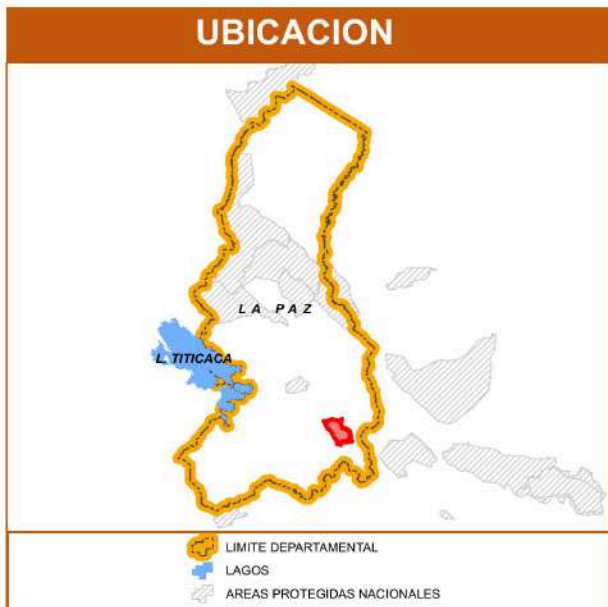 UBICACION
LA PAZ
L. TITICACA
LIMITE DEPARTAMENTAL
LAGOS
AREAS PROTEGIDAS NACIONALES